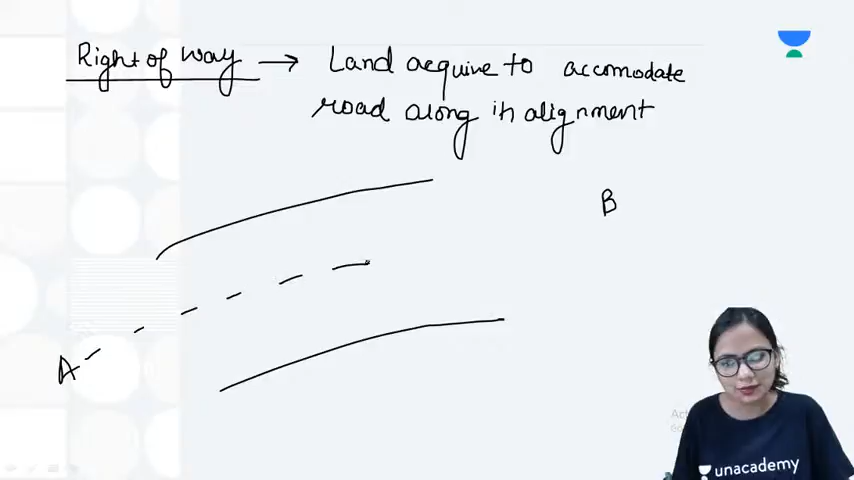 Right of Way → Land acquire to accomodate
road along its alignment
B
A
unacademy